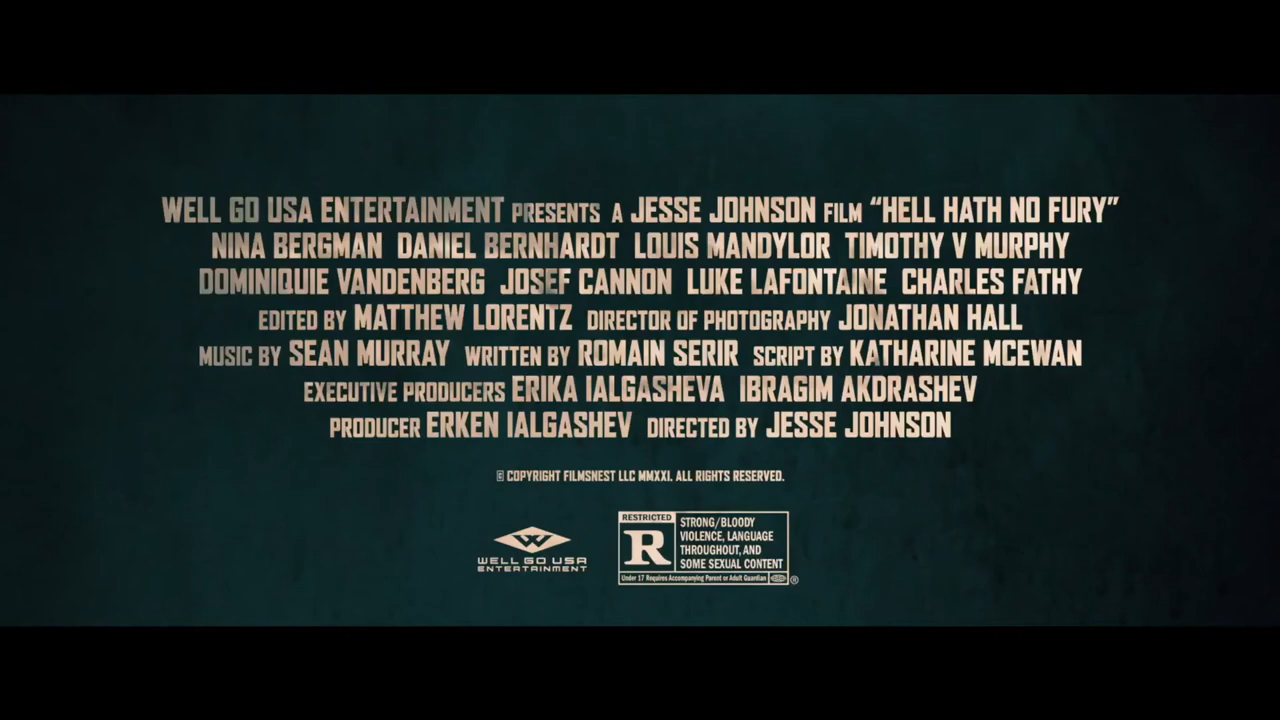 WELL GO USA ENTERTAINMENT PRESENTS A JESSE JOHNSON FILM “HELL HATH NO FURY”
NINA BERGMAN DANIEL BERNHARDT LOUIS MANDYLOR TIMOTHY V MURPHY
DOMINIQUIE VANDENBERG JOSEF CANNON LUKE LAFONTAINE CHARLES FATHY
EDITED BY MATTHEW LORENTZ DIRECTOR OF PHOTOGRAPHY JONATHAN HALL
MUSIC BY SEAN MURRAY WRITTEN BY ROMAIN SERIR SCRIPT BY KATHARINE MCEWAN
EXECUTIVE PRODUCERS ERIKA IALGASHEVA IBRAGIM AKDRASHEV
PRODUCER ERKEN IALGASHEV DIRECTED BY JESSE JOHNSON
© COPYRIGHT FILMSNEST LLC MMXXI. ALL RIGHTS RESERVED.
WELL GO USA
ENTERTAINMENT
RESTRICTED
R
STRONG/BLOODY
VIOLENCE, LANGUAGE
THROUGHOUT, AND
SOME SEXUAL CONTENT
Under 17 Requires Accompanying Parent or Adult Guardian ®